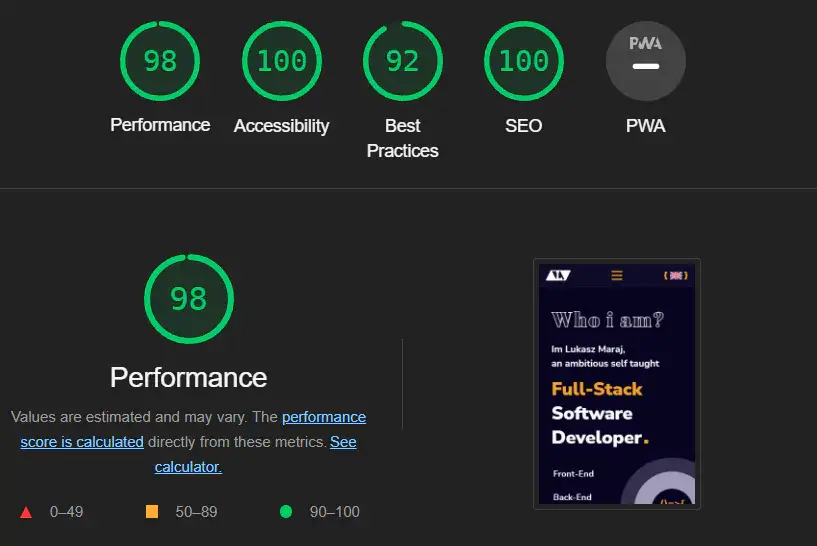 98
100
92
100
PWA
Performance
Accessibility
Best
Practices
SEO
PWA
98
Performance
Values are estimated and may vary. The performance
score is calculated directly from these metrics. See
calculator.
0–49
50–89
90–100
Who i am?
Im Lukasz Maraj,
an ambitious self taught
Full-Stack
Software
Developer.
Front-End
Back-End